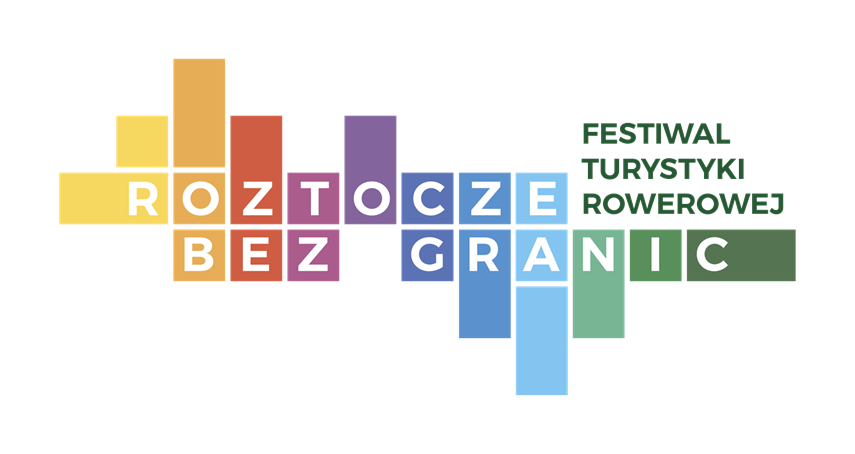 ROZTOCZE
BEZ GRANIC
FESTIWAL
TURYSTYKI
ROWEROWEJ